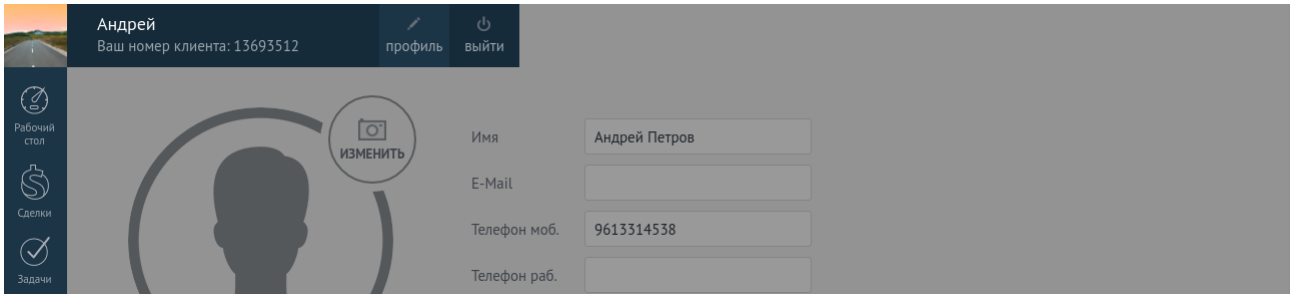 Андрей
Ваш номер клиента: 13693512
профиль
выйти
Рабочий
стол
Сделки
Задачи
ИЗМЕНИТЬ
Имя
Андрей Петров
E-Mail
Телефон моб.
9613314538
Телефон раб.